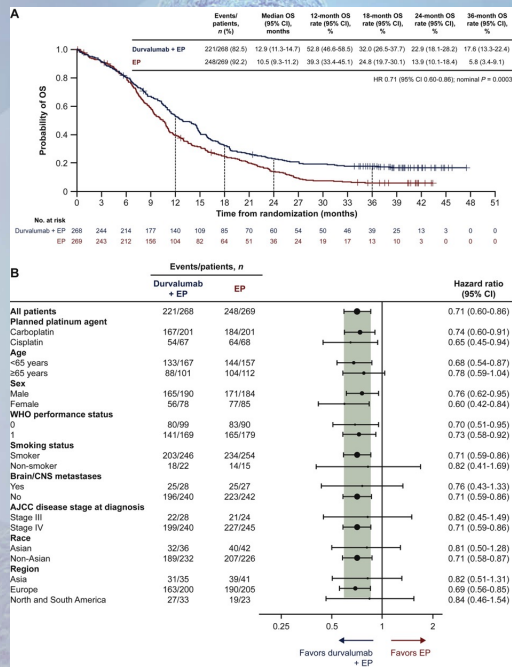 A
Events/patients, n (%) Median OS (95% CI), months 12-month OS rate (95% CI), % 18-month OS rate (95% CI), % 24-month OS rate (95% CI), % 36-month OS rate (95% CI), %
Durvalumab + EP 221/268 (82.5) 12.9 (11.3-14.7) 52.8 (46.6-58.5) 32.0 (26.5-37.7) 22.9 (18.1-28.2) 17.6 (13.3-22.4)
EP 248/269 (92.2) 10.5 (9.3-11.2) 39.3 (33.4-45.1) 24.8 (19.7-30.1) 13.9 (10.1-18.4) 5.8 (3.4-9.1)
HR 0.71 (95% CI 0.60-0.86); nominal P = 0.0003
Probability of OS
1.0
0.8
0.6
0.4
0.2
0
0 3 6 9 12 15 18 21 24 27 30 33 36 39 42 45 48 51
Time from randomization (months)
No. at risk
Durvalumab + EP 268 244 214 177 140 109 85 70 60 54 50 46 39 25 13 3 0 0
EP 269 243 212 156 104 82 64 51 36 24 19 17 13 10 3 0 0 0
B
Events/patients, n
Durvalumab + EP EP Hazard ratio (95% CI)
All patients 221/268 248/269 0.71 (0.60-0.86)
Planned platinum agent
Carboplatin 167/201 184/201 0.74 (0.60-0.91)
Cisplatin 54/67 64/68 0.65 (0.45-0.94)
Age
<65 years 133/167 144/157 0.68 (0.54-0.87)
≥65 years 88/101 104/112 0.78 (0.59-1.04)
Sex
Male 165/190 171/184 0.76 (0.62-0.95)
Female 56/78 77/85 0.60 (0.42-0.84)
WHO performance status
0 80/99 83/90 0.70 (0.51-0.95)
1 141/169 165/179 0.73 (0.58-0.92)
Smoking status
Smoker 203/246 234/254 0.71 (0.59-0.86)
Non-smoker 18/22 14/15 0.82 (0.41-1.69)
Brain/CNS metastases
Yes 25/28 25/27 0.76 (0.43-1.33)
No 196/240 223/242 0.71 (0.59-0.86)
AJCC disease stage at diagnosis
Stage III 22/28 21/24 0.82 (0.45-1.49)
Stage IV 199/240 227/245 0.71 (0.59-0.86)
Race
Asian 32/36 40/42 0.81 (0.50-1.28)
Non-Asian 189/232 207/226 0.71 (0.58-0.87)
Region
Asia 31/35 39/41 0.82 (0.51-1.31)
Europe 163/200 190/205 0.69 (0.56-0.85)
North and South America 27/33 19/23 0.84 (0.46-1.54)
0.25 0.5 1 2
Favors durvalumab + EP Favors EP